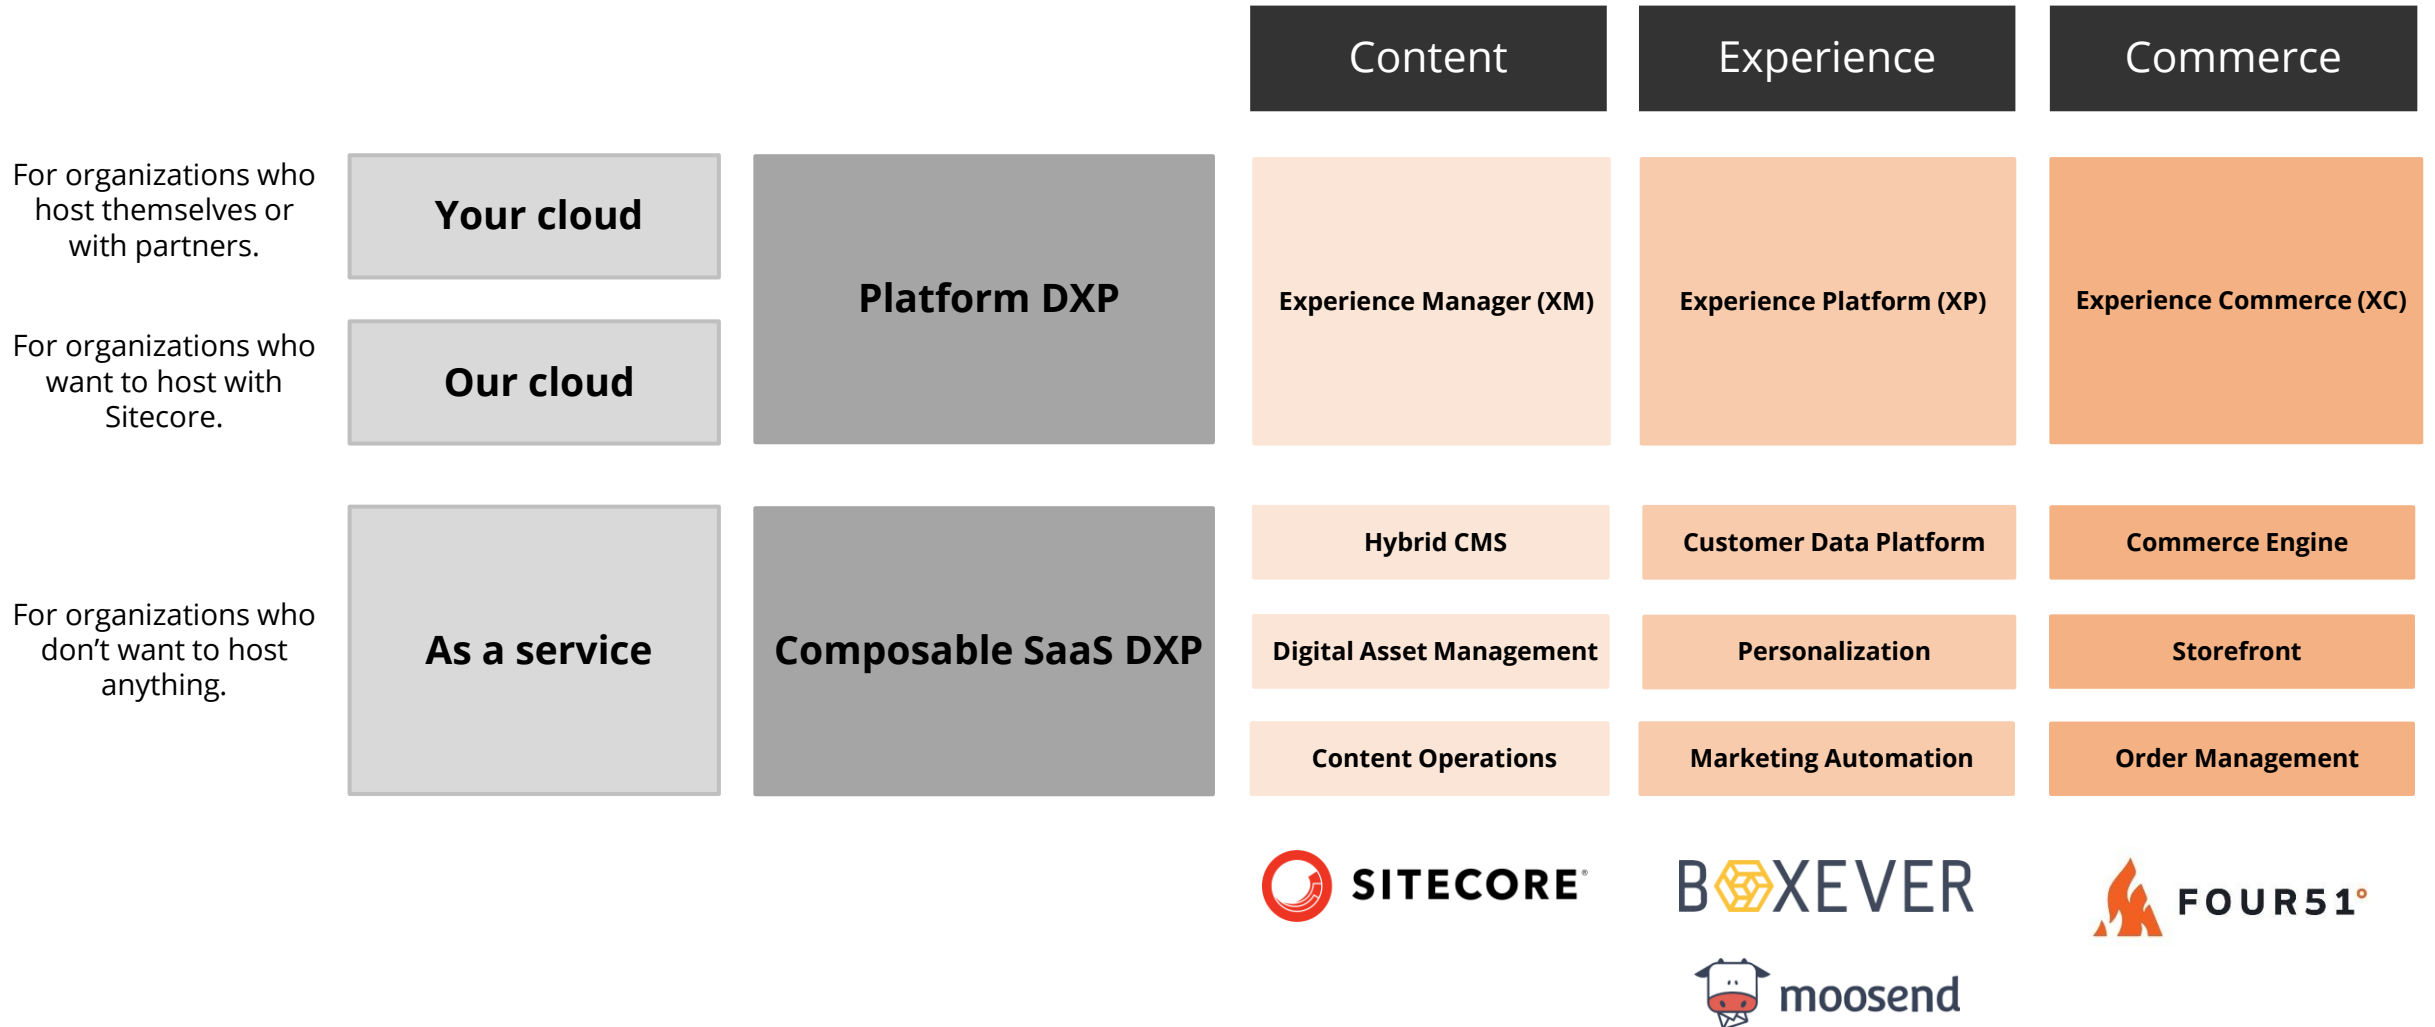 Content
Experience
Commerce
For organizations who
host themselves or
with partners.
Your cloud
Platform DXP
Experience Manager (XM)
Experience Platform (XP)
Experience Commerce (XC)
For organizations who
want to host with
Sitecore.
Our cloud
For organizations who
don’t want to host
anything.
As a service
Composable SaaS DXP
Hybrid CMS
Customer Data Platform
Commerce Engine
Digital Asset Management
Personalization
Storefront
Content Operations
Marketing Automation
Order Management
SITECORE®
BOXEVER
FOUR51°
moosend